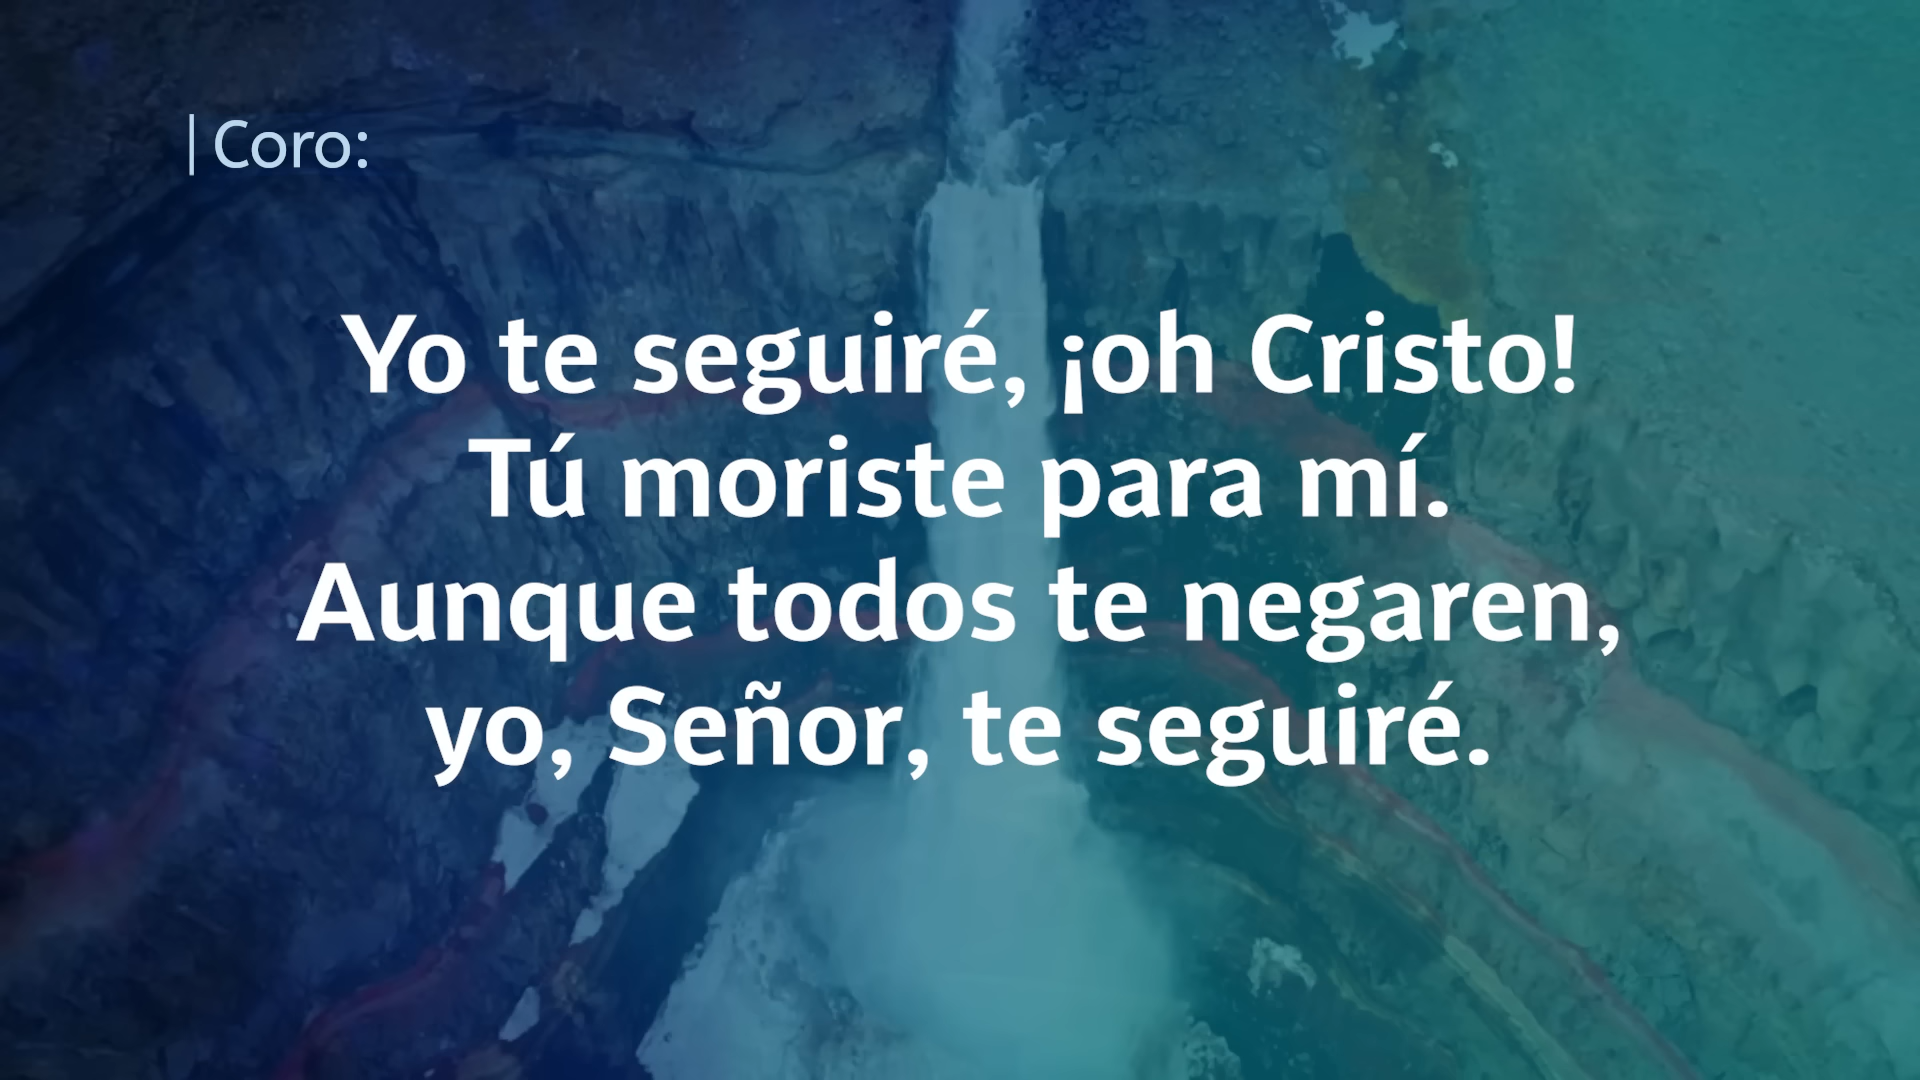 | Coro:
Yo te seguiré, ¡oh Cristo!
Tú moriste para mí.
Aunque todos te negaren,
yo, Señor, te seguiré.